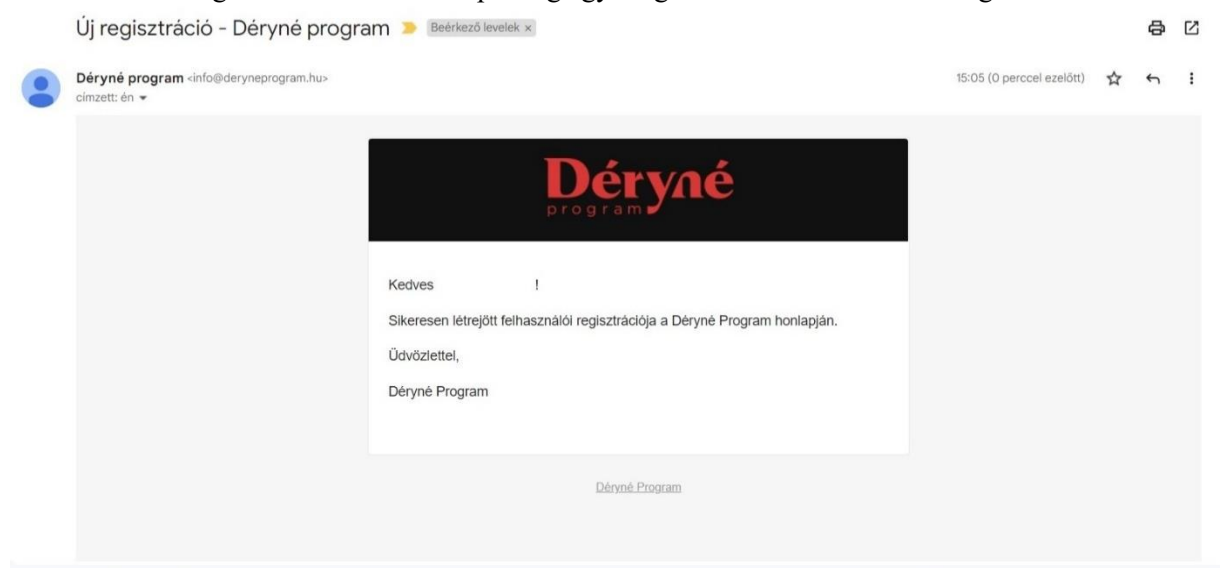 Új regisztráció - Déryné program Beérkező levelek ×
Déryné program <info@deryneprogram.hu> 15:05 (0 perccel ezelőtt)
címzett: én
Déryné
program
Kedves !
Sikeresen létrejött felhasználói regisztrációja a Déryné Program honlapján.
Üdvözlettel,
Déryné Program
Déryné Program